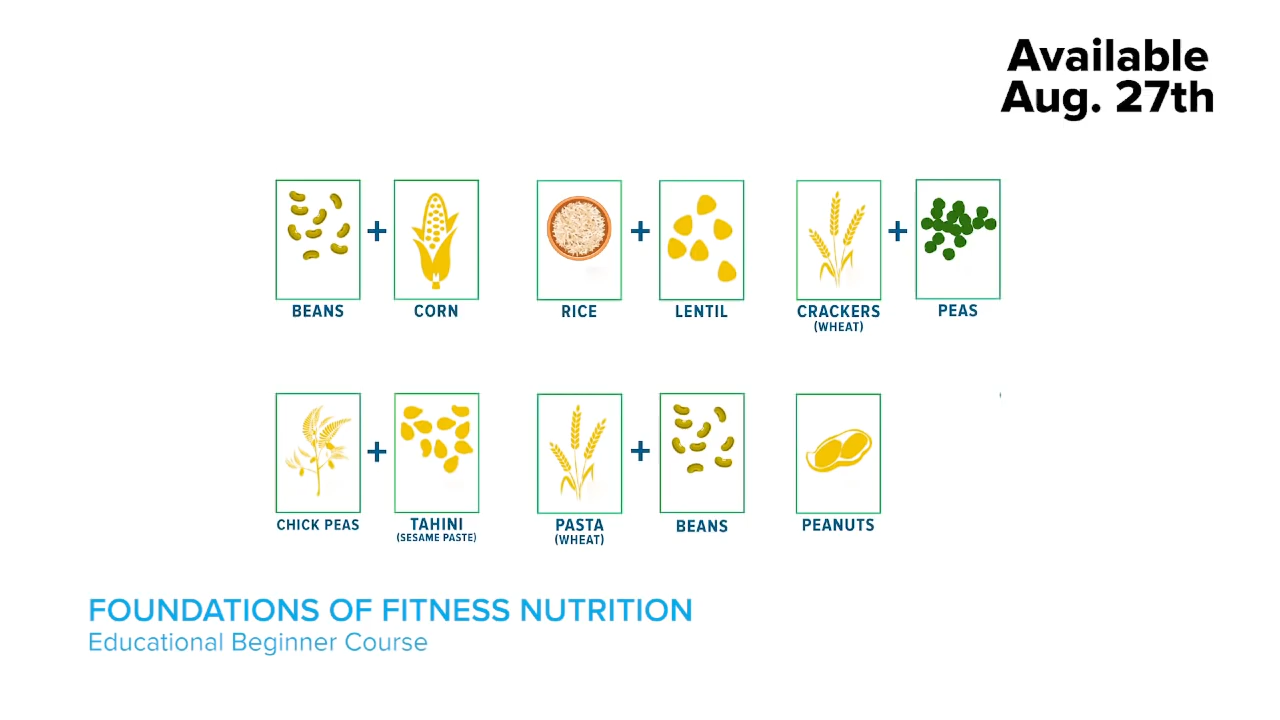 Available
Aug. 27th
BEANS
+
CORN
RICE
+
LENTIL
CRACKERS
(WHEAT)
+
PEAS
CHICK PEAS
+
TAHINI
(SESAME PASTE)
PASTA
(WHEAT)
+
BEANS
PEANUTS
FOUNDATIONS OF FITNESS NUTRITION
Educational Beginner Course